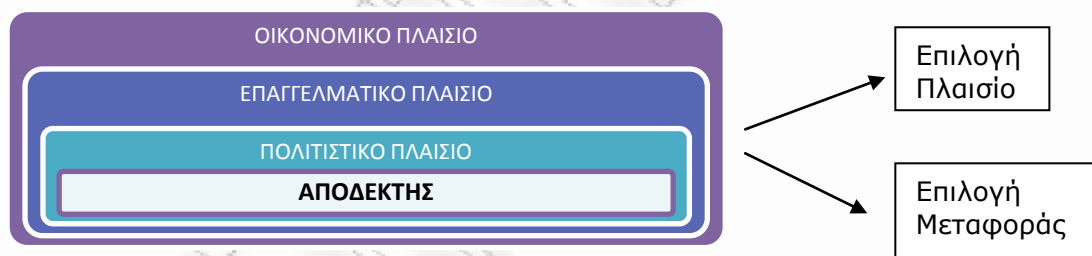 ΟΙΚΟΝΟΜΙΚΟ ΠΛΑΙΣΙΟ
ΕΠΑΓΓΕΛΜΑΤΙΚΟ ΠΛΑΙΣΙΟ
ΠΟΛΙΤΙΣΤΙΚΟ ΠΛΑΙΣΙΟ
ΑΠΟΔΕΚΤΗΣ
Επιλογή
Πλαισίο
Επιλογή
Μεταφοράς